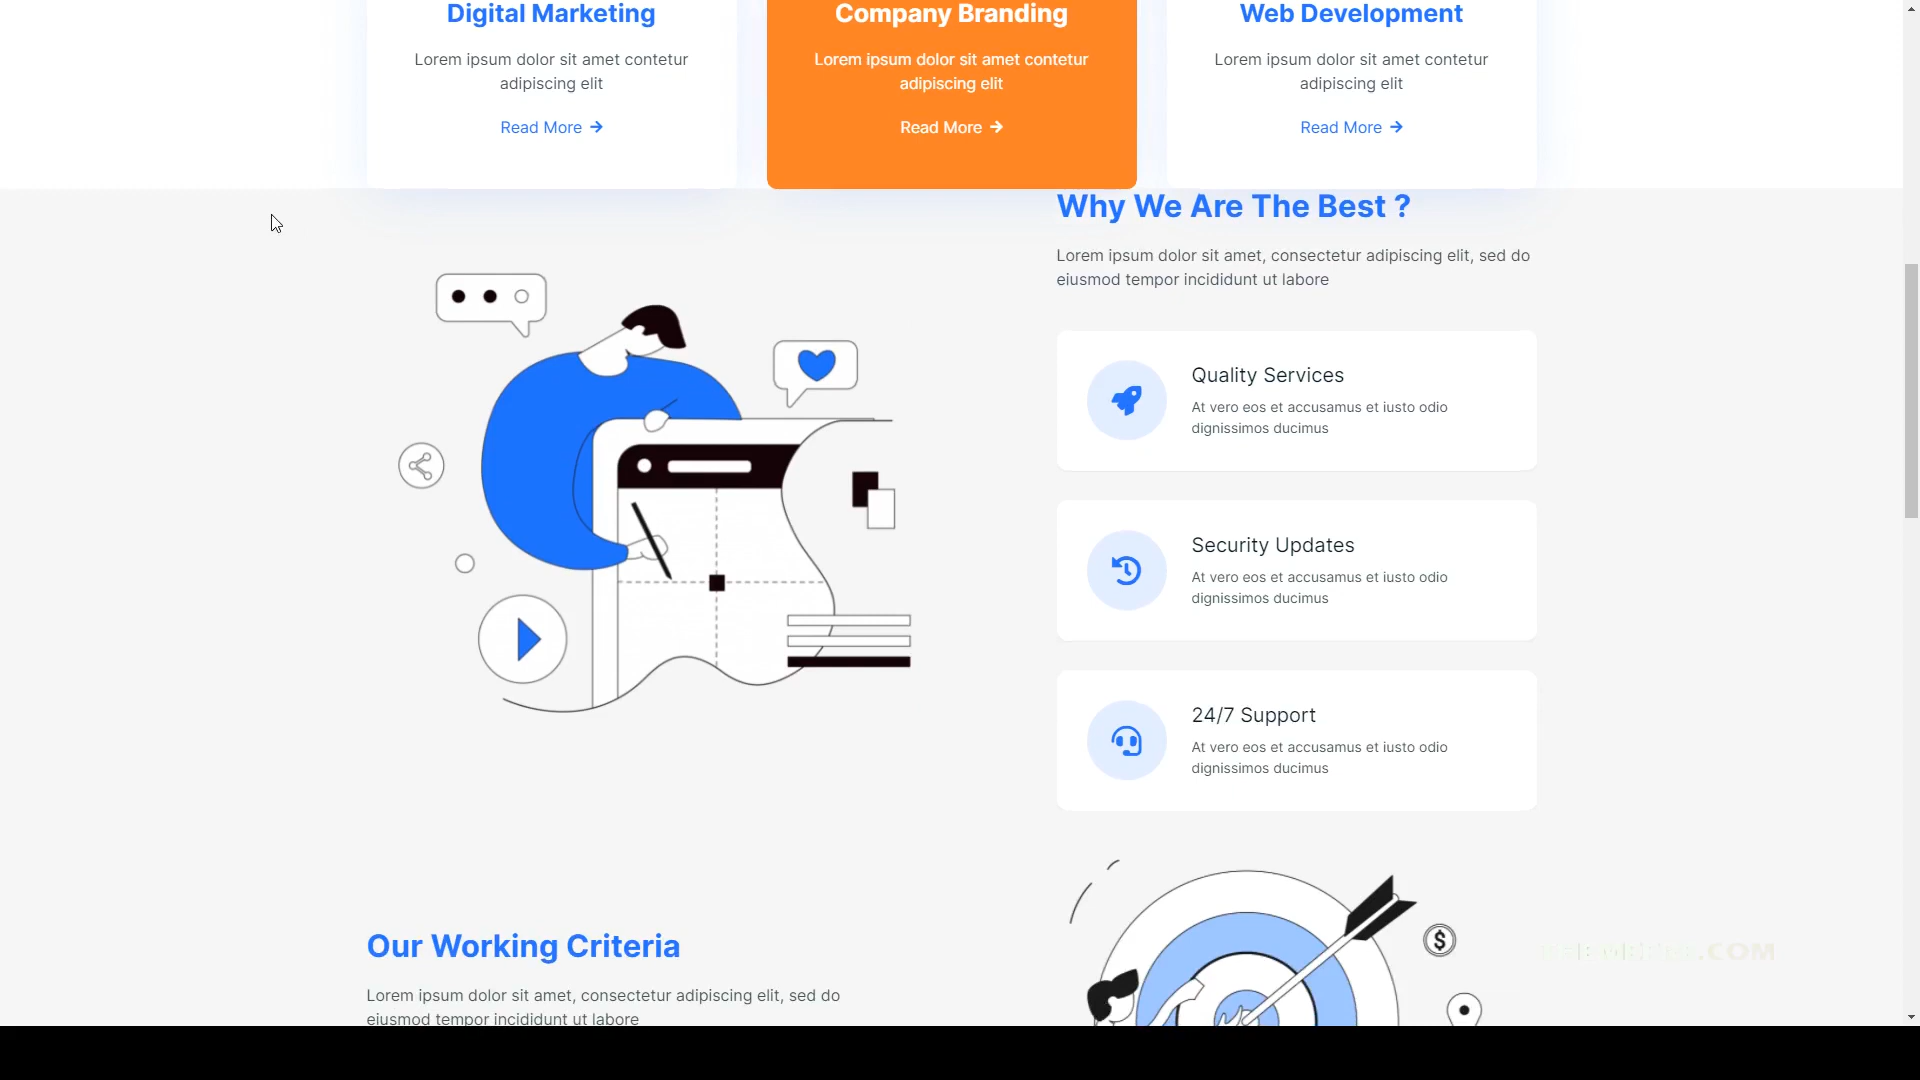 Digital Marketing
Lorem ipsum dolor sit amet contetur
adipiscing elit
Read More
Company Branding
Lorem ipsum dolor sit amet contetur
adipiscing elit
Read More
Web Development
Lorem ipsum dolor sit amet contetur
adipiscing elit
Read More
Why We Are The Best ?
Lorem ipsum dolor sit amet, consectetur adipiscing elit, sed do
eiusmod tempor incididunt ut labore
Quality Services
At vero eos et accusamus et iusto odio
dignissimos ducimus
Security Updates
At vero eos et accusamus et iusto odio
dignissimos ducimus
24/7 Support
At vero eos et accusamus et iusto odio
dignissimos ducimus
Our Working Criteria
Lorem ipsum dolor sit amet, consectetur adipiscing elit, sed do
eiusmod tempor incididunt ut labore
$